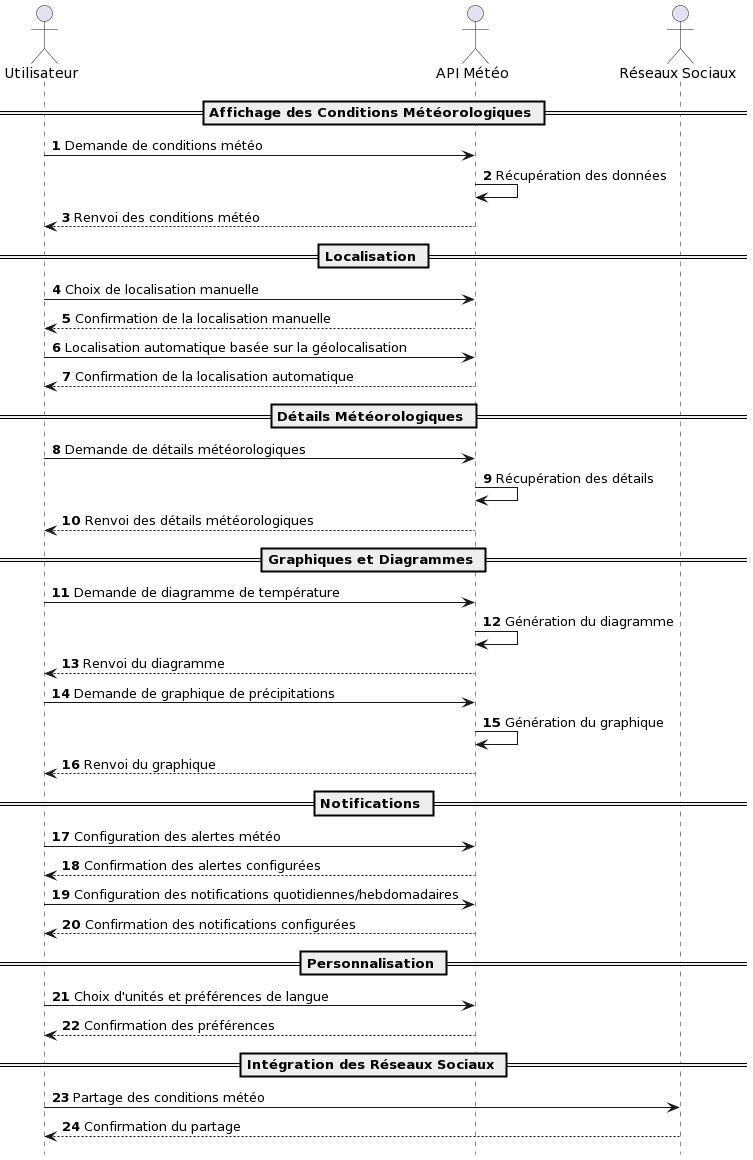 Utilisateur
API Météo
Réseaux Sociaux
Affichage des Conditions Météorologiques
1 Demande de conditions météo
2 Récupération des données
3 Renvoi des conditions météo
Localisation
4 Choix de localisation manuelle
5 Confirmation de la localisation manuelle
6 Localisation automatique basée sur la géolocalisation
7 Confirmation de la localisation automatique
Détails Météorologiques
8 Demande de détails météorologiques
9 Récupération des détails
10 Renvoi des détails météorologiques
Graphiques et Diagrammes
11 Demande de diagramme de température
12 Génération du diagramme
13 Renvoi du diagramme
14 Demande de graphique de précipitations
15 Génération du graphique
16 Renvoi du graphique
Notifications
17 Configuration des alertes météo
18 Confirmation des alertes configurées
19 Configuration des notifications quotidiennes/hebdomadaires
20 Confirmation des notifications configurées
Personnalisation
21 Choix d'unités et préférences de langue
22 Confirmation des préférences
Intégration des Réseaux Sociaux
23 Partage des conditions météo
24 Confirmation du partage